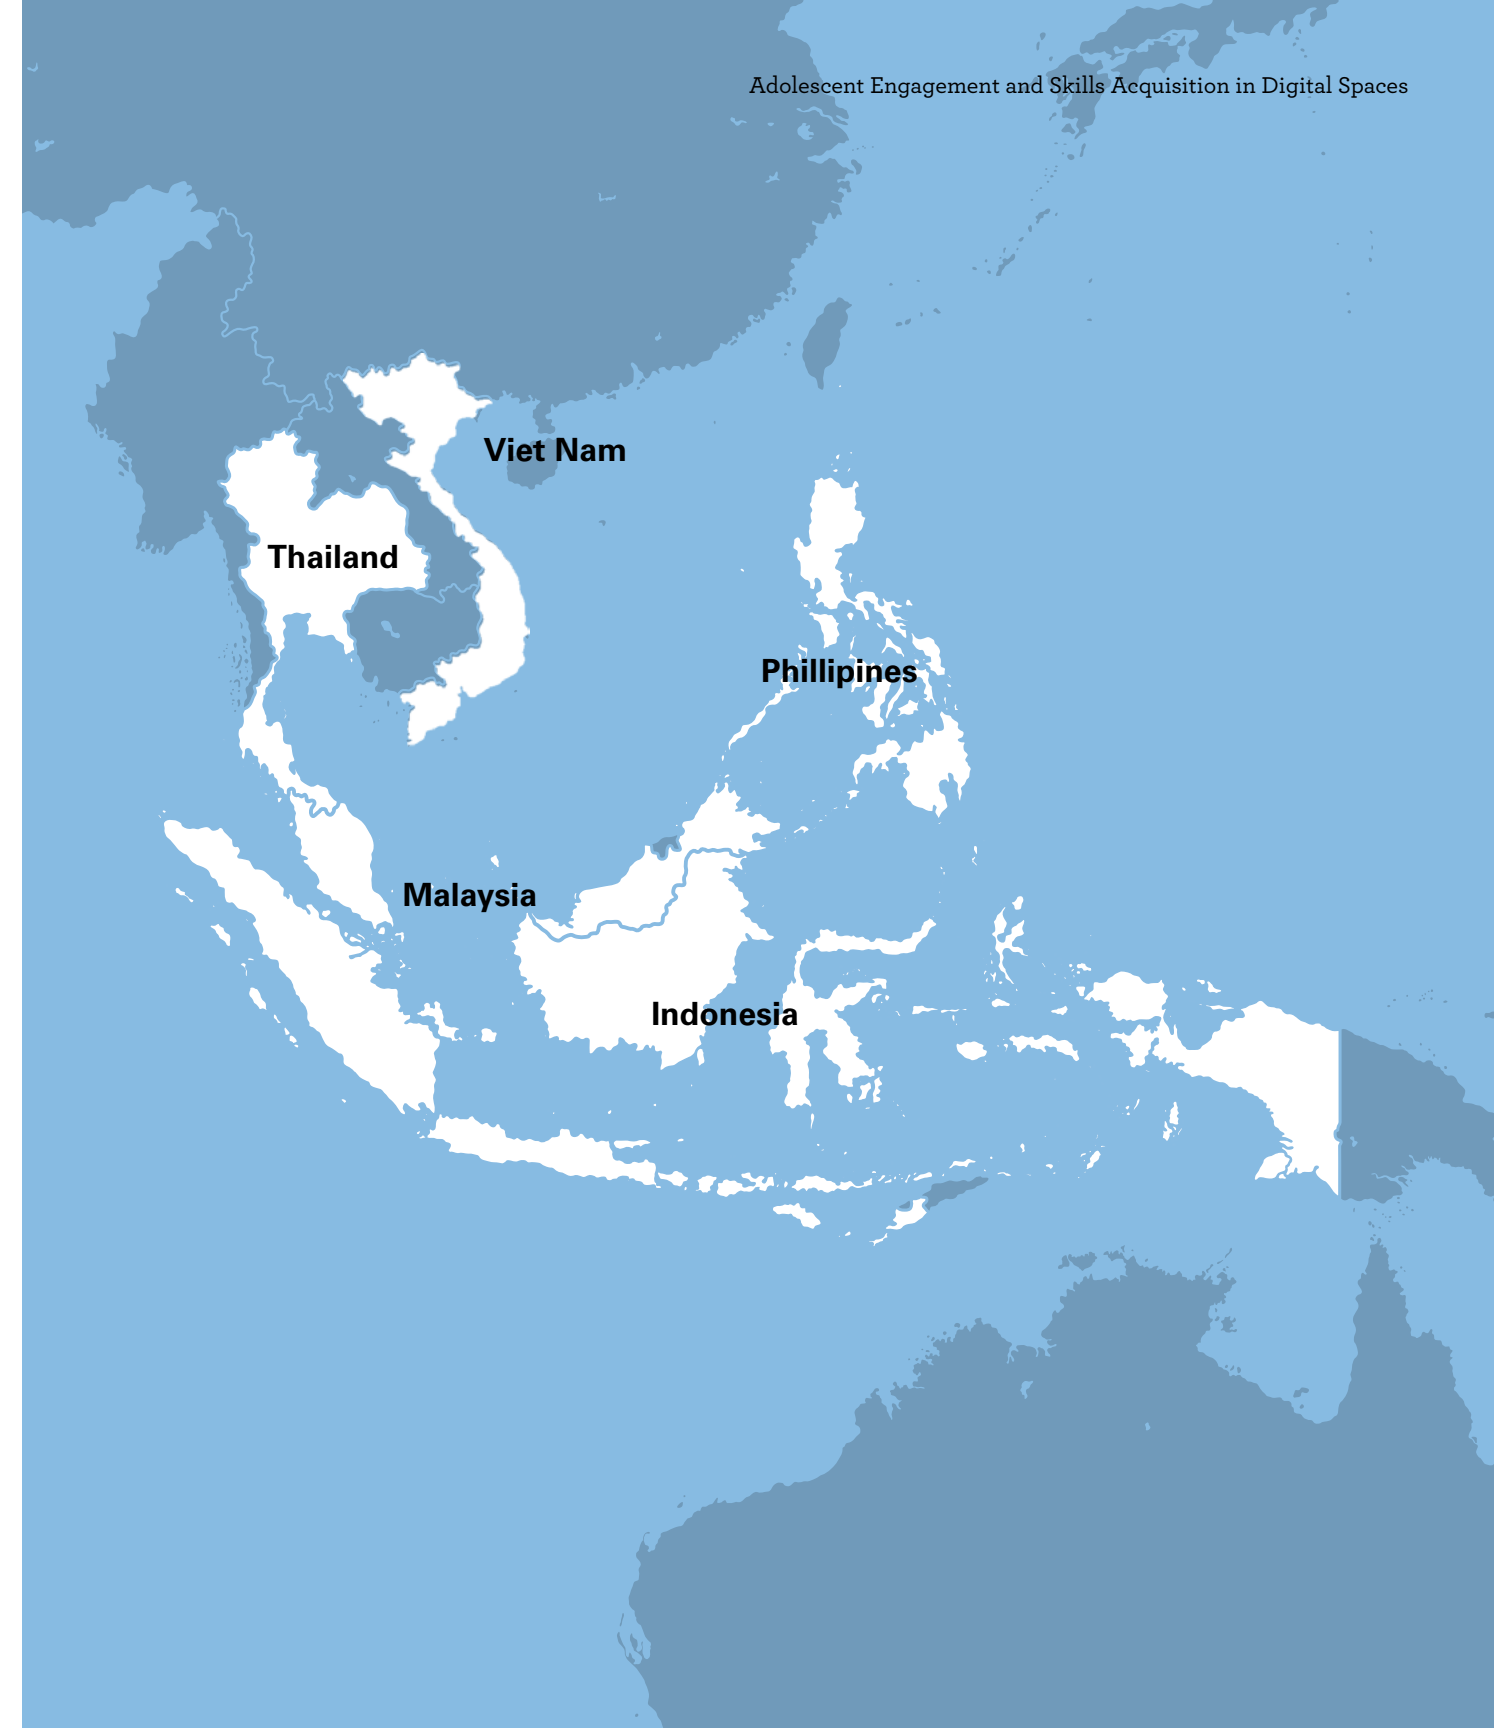 Adolescent Engagement and Skills Acquisition in Digital Spaces
Viet Nam
Thailand
Phillipines
Malaysia
Indonesia